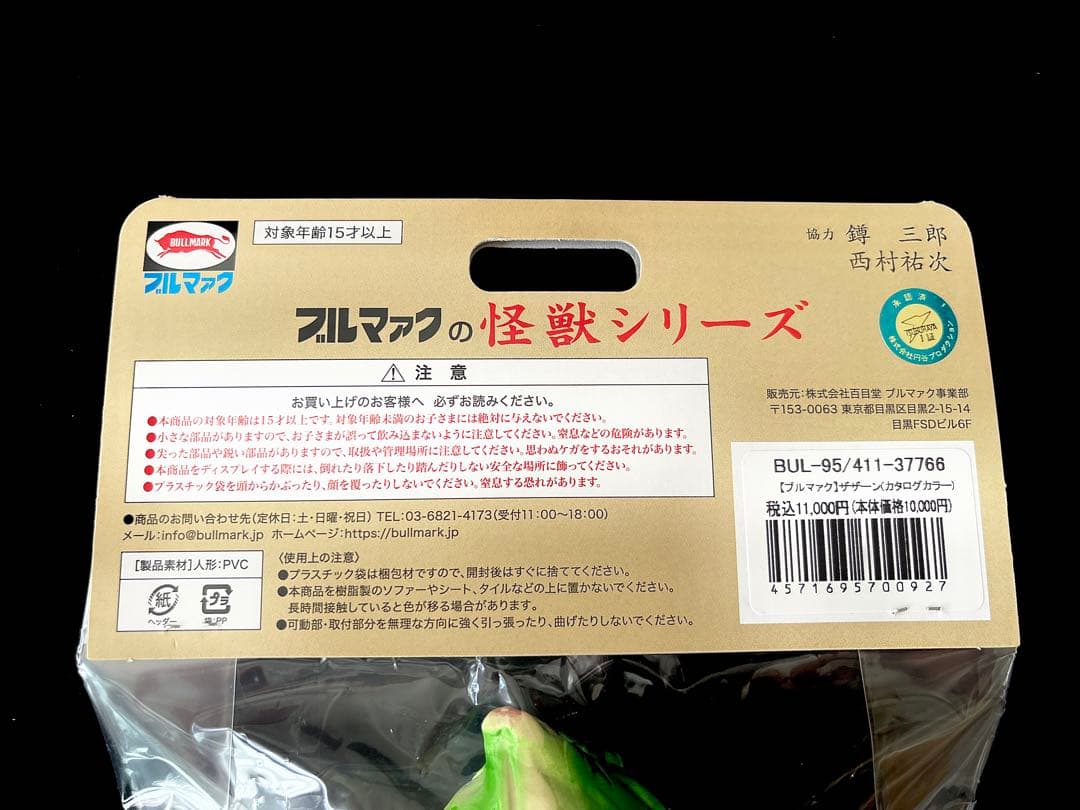 BULLMARK
ブルマァク
対象年齢15才以上
協力 鐏 三郎
西村祐次
ブルマァクの怪獣シリーズ
承認済
TSUBURAYA
株式会社円谷プロダクション
⚠ 注 意
お買い上げのお客様へ 必ずお読みください。
●本商品の対象年齢は15才以上です。対象年齢未満のお子さまには絶対に与えないでください。
●小さな部品がありますので、お子さまが誤って飲み込まないように注意してください。窒息などの危険があります。
●尖った部品や鋭い部品がありますので、取扱や管理場所に注意してください。思わぬケガをするおそれがあります。
●本商品をディスプレイする際には、倒れたり落下したり踏んだりしない安全な場所に飾ってください。
●プラスチック袋を頭からかぶったり、顔を覆ったりしないでください。窒息する恐れがあります。
販売元:株式会社百目堂 ブルマァク事業部
〒153-0063 東京都目黒区目黒2-15-14
目黒FSDビル6F
●商品のお問い合わせ先(定休日:土・日曜・祝日) TEL:03-6821-4173(受付11:00〜18:00)
メール:info@bullmark.jp ホームページ:https://bullmark.jp
[製品素材]人形:PVC
紙
ヘッダー
プラ
袋:PP
〈使用上の注意〉
●プラスチック袋は梱包材ですので、開封後はすぐに捨ててください。
●本商品を樹脂製のソファーやシート、タイルなどの上に置かないでください。
長時間接触していると色が移る場合があります。
●可動部・取付部分を無理な方向に強く引っ張ったり、曲げたりしないでください。
BUL-95/411-37766
【ブルマァク】ザザーン(カタログカラー)
税込11,000円(本体価格10,000円)
4571695700927